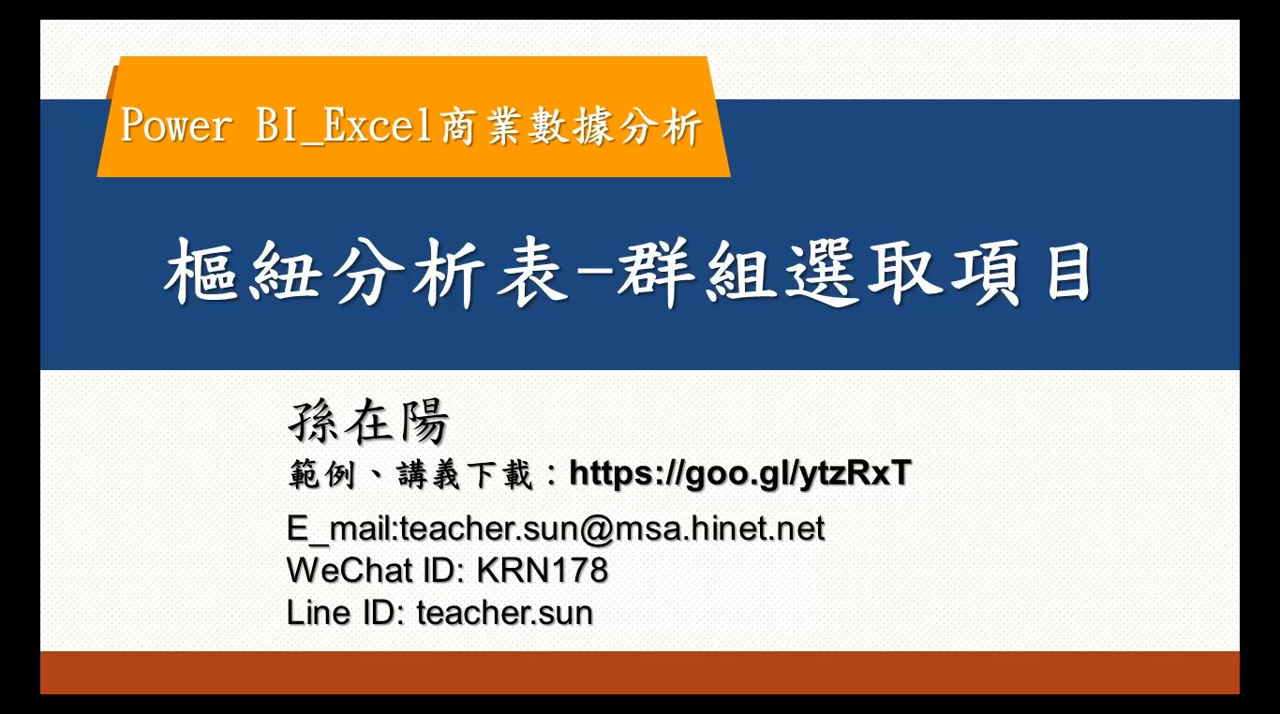 Power BI_Excel商業數據分析
樞紐分析表-群組選取項目
孫在陽
範例、講義下載：https://goo.gl/ytzRxT
E_mail:teacher.sun@msa.hinet.net
WeChat ID: KRN178
Line ID: teacher.sun